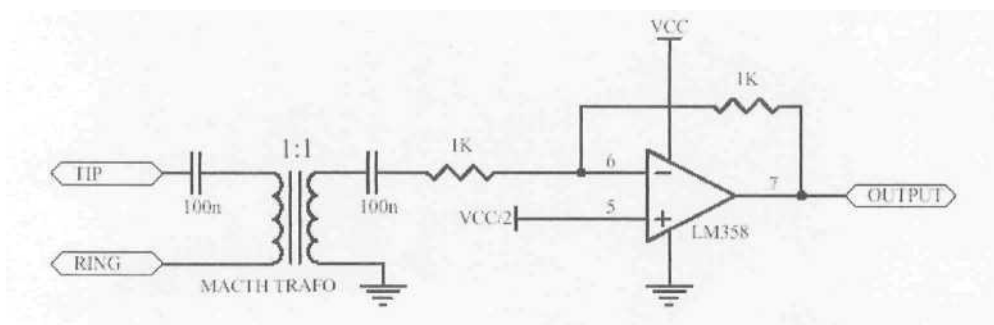 VCC
1K
1:1
1K
TIP
6
7
OUTPUT
100n
100n
5
VCC/2
LM358
RING
MACTH TRAFO